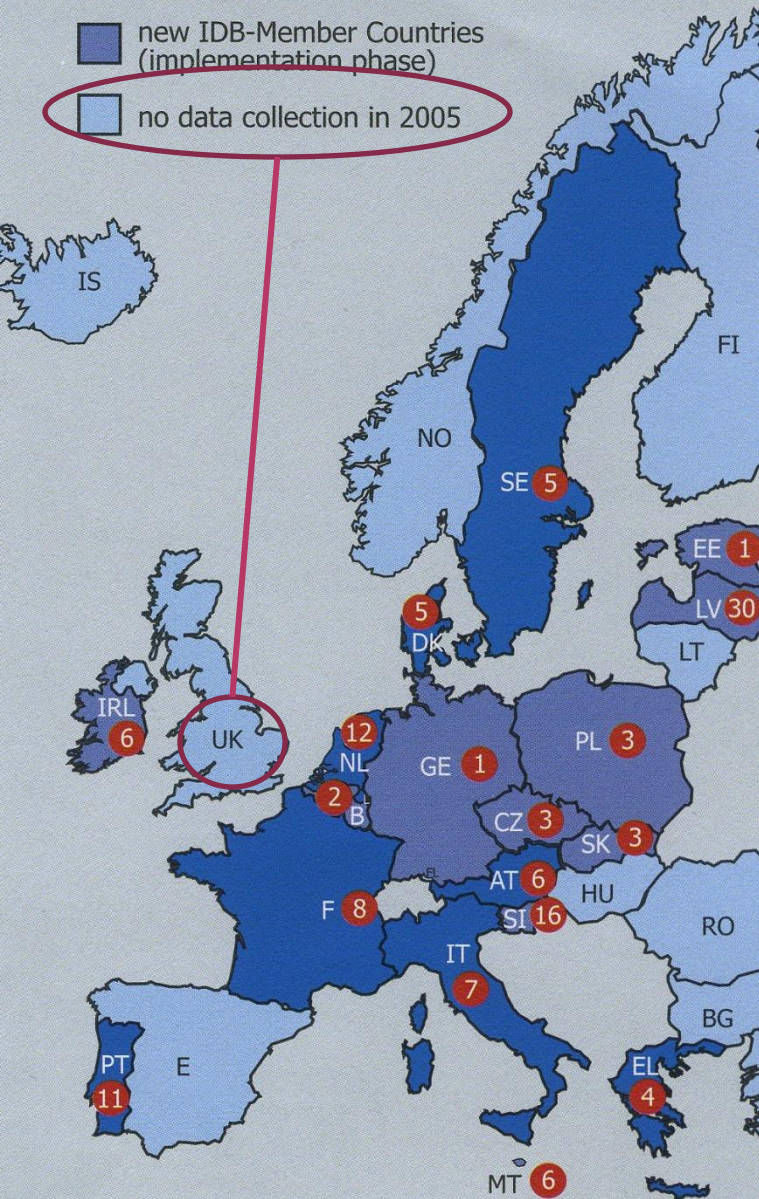 new IDB-Member Countries
(implementation phase)
no data collection in 2005
IS
FI
NO
SE 5
EE 1
5
LV 30
DK
LT
IRL
6
12
UK
NL
PL 3
GE 1
2
B
CZ 3
SK 3
AT 6
HU
F 8
SI 16
RO
IT
7
BG
PT
E
EL
11
4
MT 6